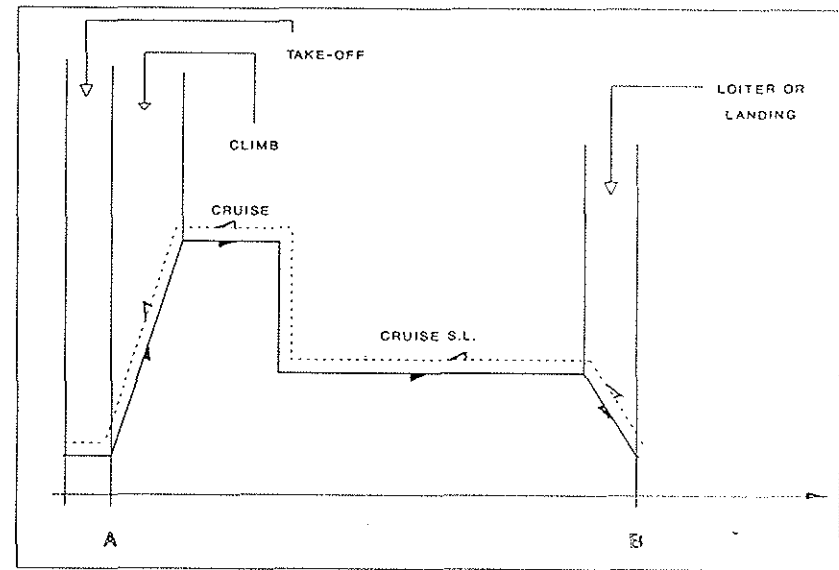 TAKE-OFF
LOITER OR
LANDING
CLIMB
CRUISE
CRUISE S.L.
A
B